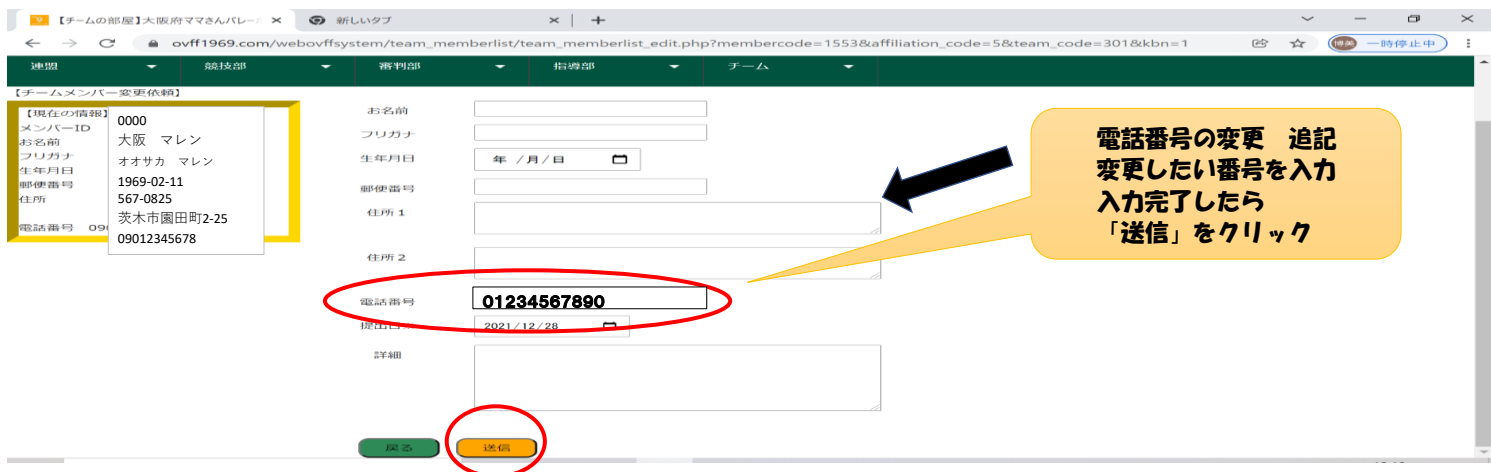 【チームの部屋】大阪府ママさんバレー
新しいタブ
ovff1969.com/webovffsystem/team_memberlist/team_memberlist_edit.php?membercode=1553&affiliation_code=5&team_code=301&kbn=1
一時停止中
連盟 競技部 審判部 指導部 チーム
【チームメンバー変更依頼】
【現在の情報】
メンバーID 0000
お名前 大阪 マレン
フリガナ オオサカ マレン
生年月日 1969-02-11
郵便番号 567-0825
住所 茨木市園田町2-25
電話番号 090
09012345678
お名前
フリガナ
生年月日 年 /月/日
郵便番号
住所 1
住所 2
電話番号 01234567890
2021/12/28
詳細
戻る 送信
電話番号の変更 追記
変更したい番号を入力
入力完了したら
「送信」をクリック